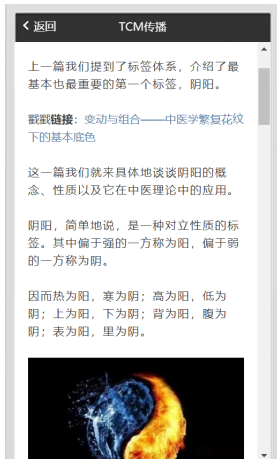 返回
TCM传播
上一篇我们提到了标签体系，介绍了最
基本也最重要的第一个标签，阴阳。
戳戳链接：变动与组合——中医学繁复花纹
下的基本底色
这一篇我们就来具体地谈谈阴阳的概
念、性质以及它在中医理论中的应用。
阴阳，简单地说，是一种对立性质的标
签。其中偏于强的一方称为阳，偏于弱
的一方称为阴。
因而热为阳，寒为阴；高为阳，低为
阴；上为阳，下为阴；背为阳，腹为
阴；表为阳，里为阴。